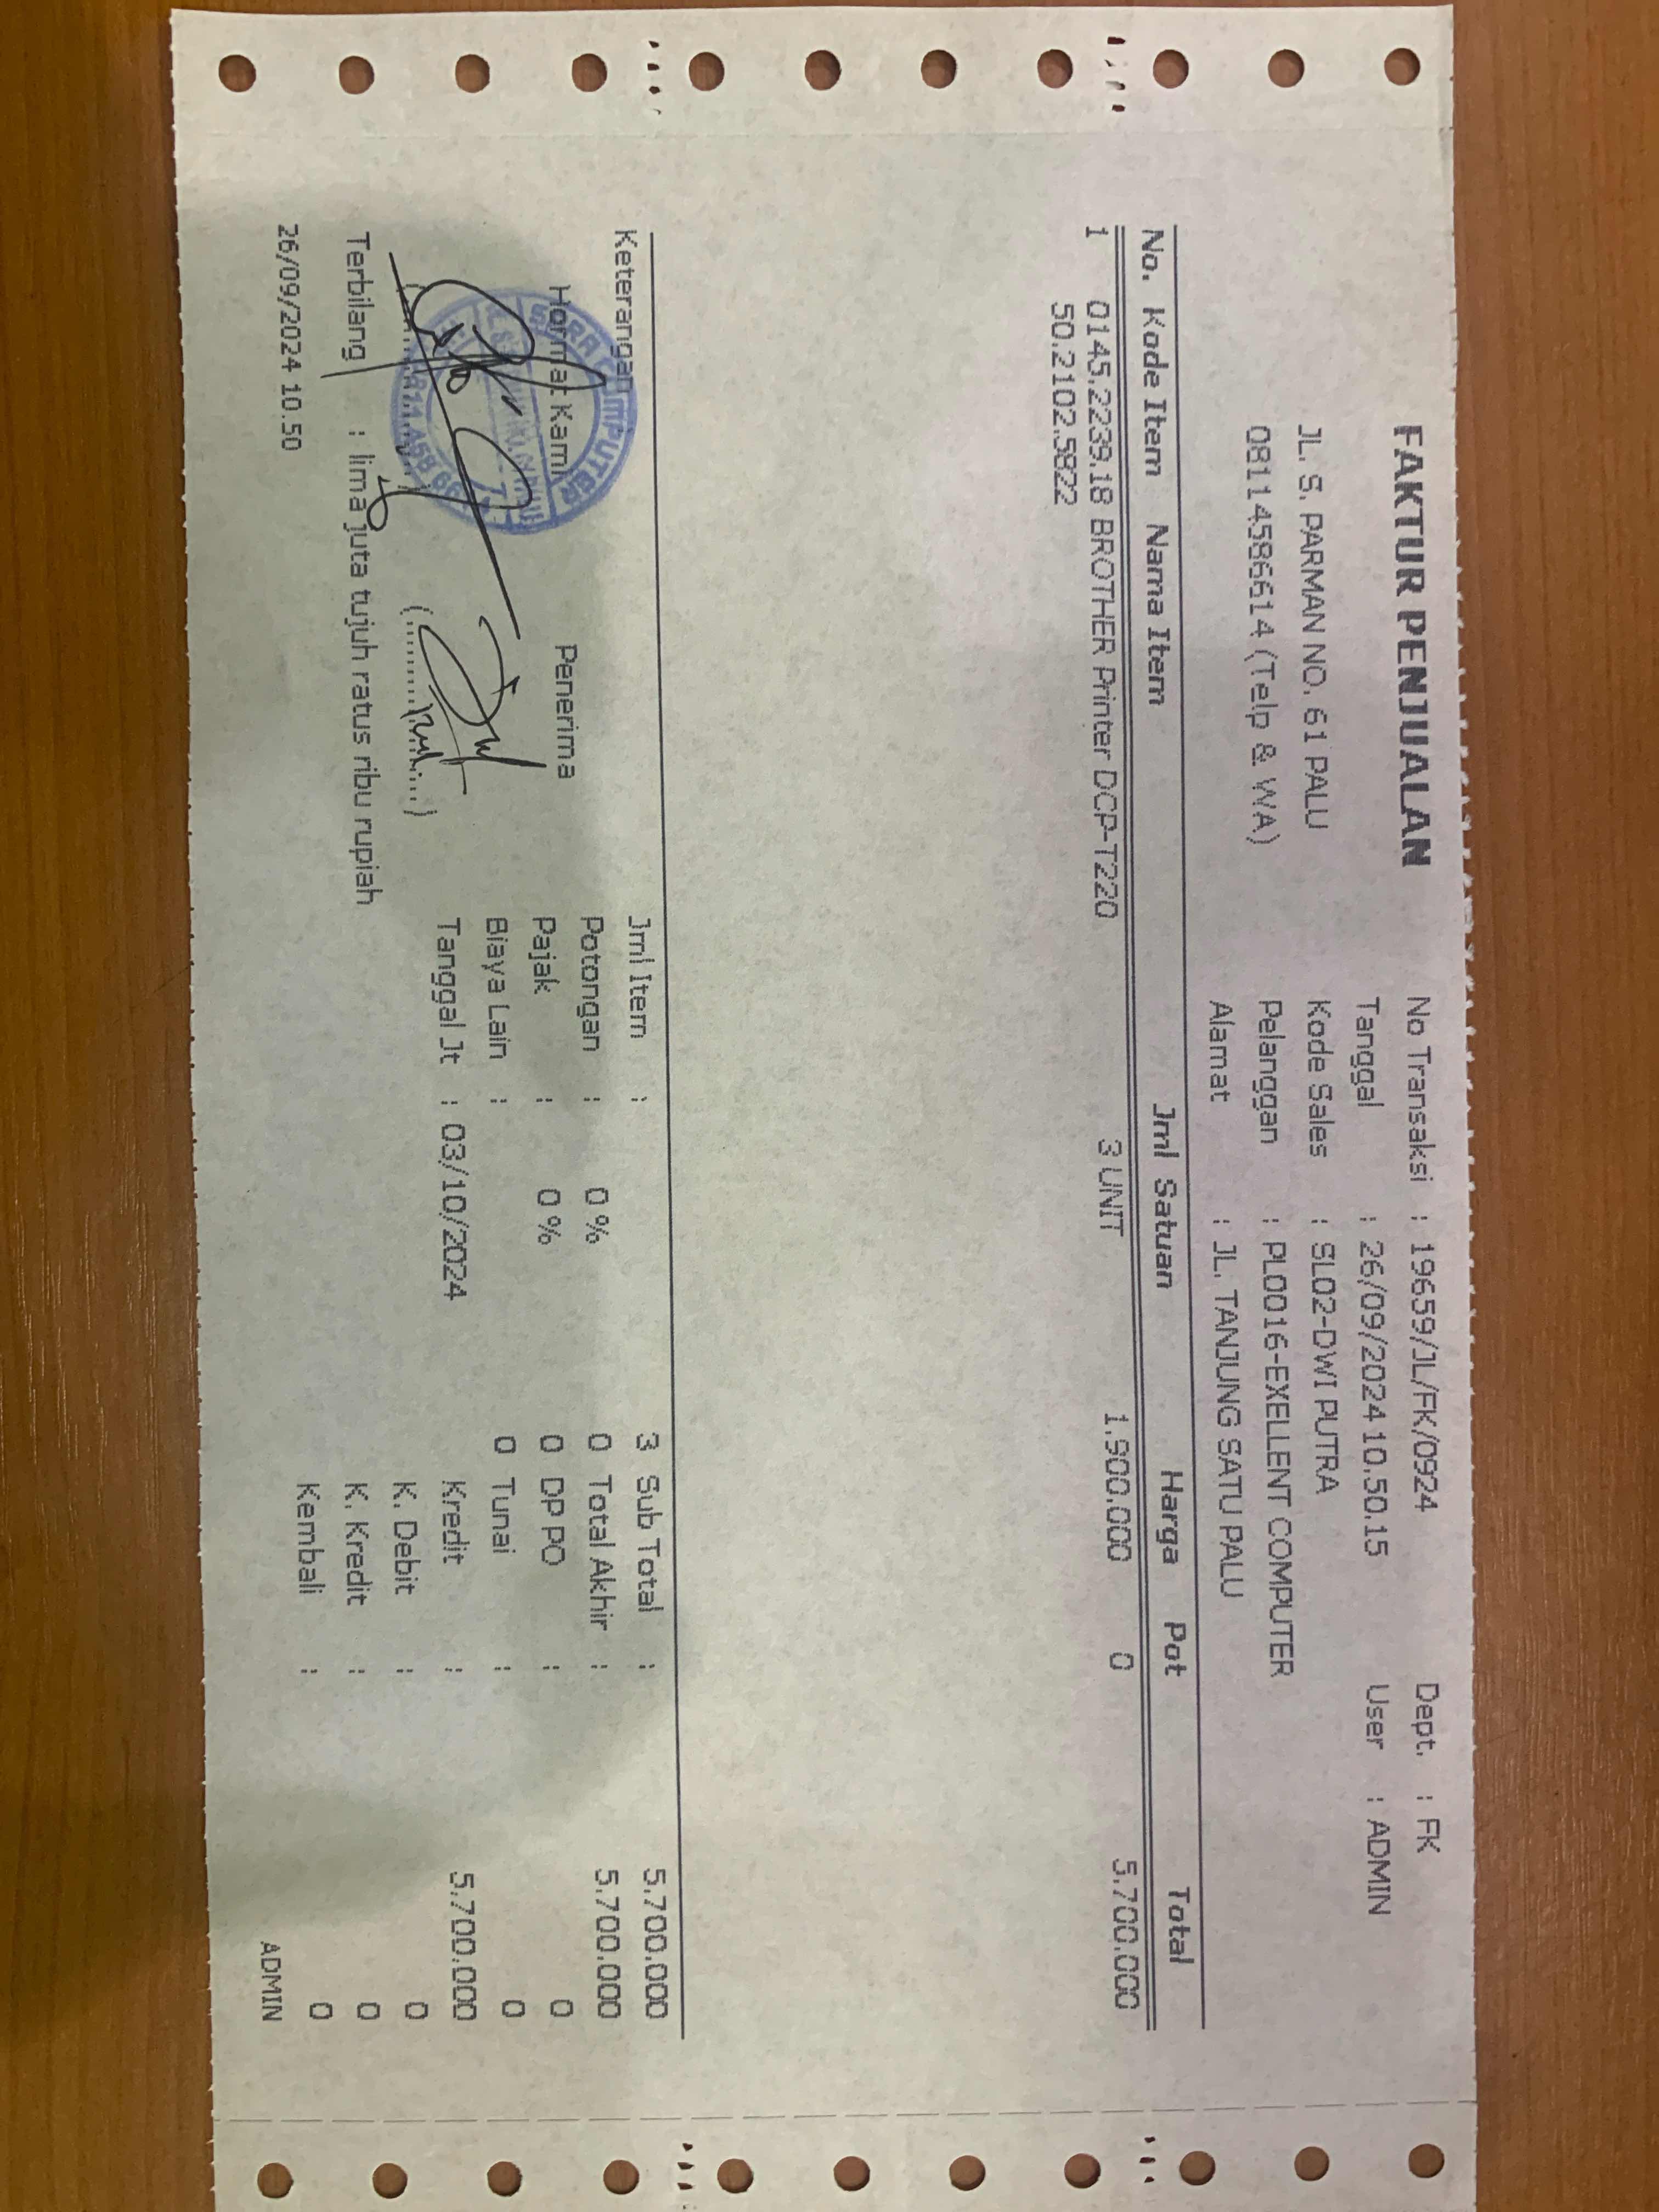 FAKTUR PENJUALAN
JL. S. PARMAN NO. 61 PALU
08114586614 (Telp & WA)
No Transaksi : 19659/JL/FK/0924
Tanggal : 26/09/2024 10.50.15
Kode Sales : SL02-DWI PUTRA
Pelanggan : PL0016-EXELLENT COMPUTER
Alamat : JL. TANJUNG SATU PALU
Dept. : FK
User : ADMIN
No. Kode Item Nama Item Jml Satuan Harga Pot Total
1 0145.2239.18 BROTHER Printer DCP-T220 3 UNIT 1.900.000 0 5.700.000
50.2102.5822
Keterangan
Hormat Kami
Penerima
COMPUTER
Jml Item : 3
Potongan : 0 % 0
Pajak : 0 % 0
Biaya Lain : 0
Tanggal Jt : 03/10/2024
Sub Total : 5.700.000
Total Akhir : 5.700.000
DP PO : 0
Tunai : 0
Kredit : 5.700.000
K. Debit : 0
K. Kredit : 0
Kembali : 0
Terbilang : lima juta tujuh ratus ribu rupiah
26/09/2024 10.50
ADMIN